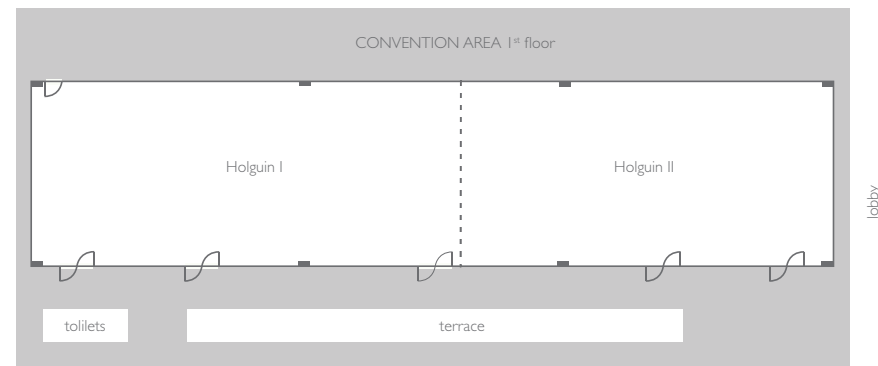 CONVENTION AREA 1st floor
Holguin I
Holguin II
lobby
tolilets
terrace